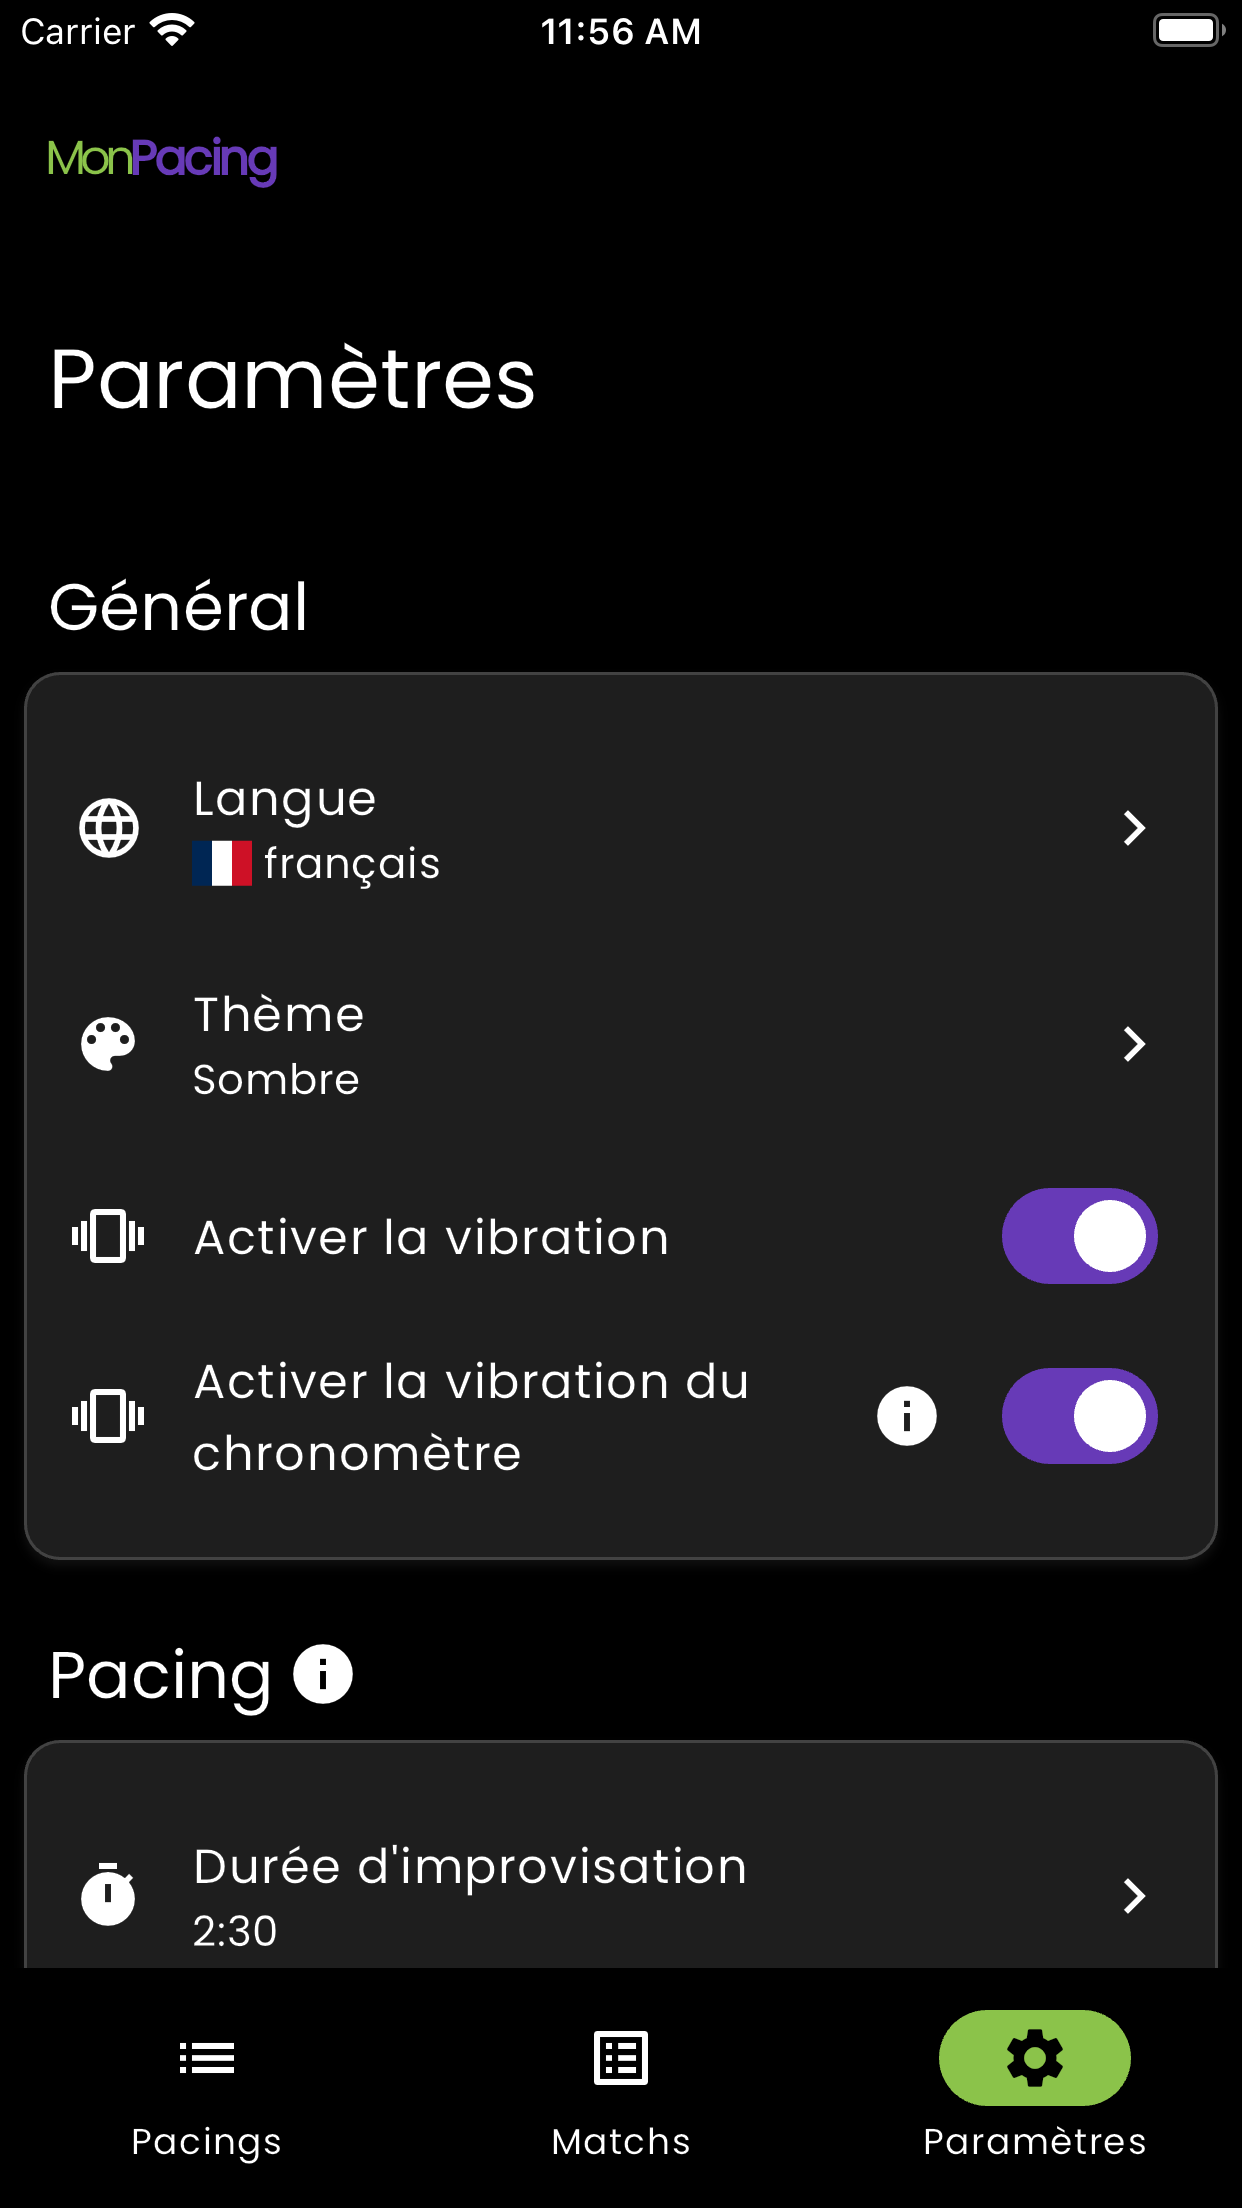 Carrier 11:56 AM
MonPacing
Paramètres
Général
Langue
français
Thème
Sombre
Activer la vibration
Activer la vibration du
chronomètre
Pacing
Durée d'improvisation
2:30
Pacings Matchs Paramètres